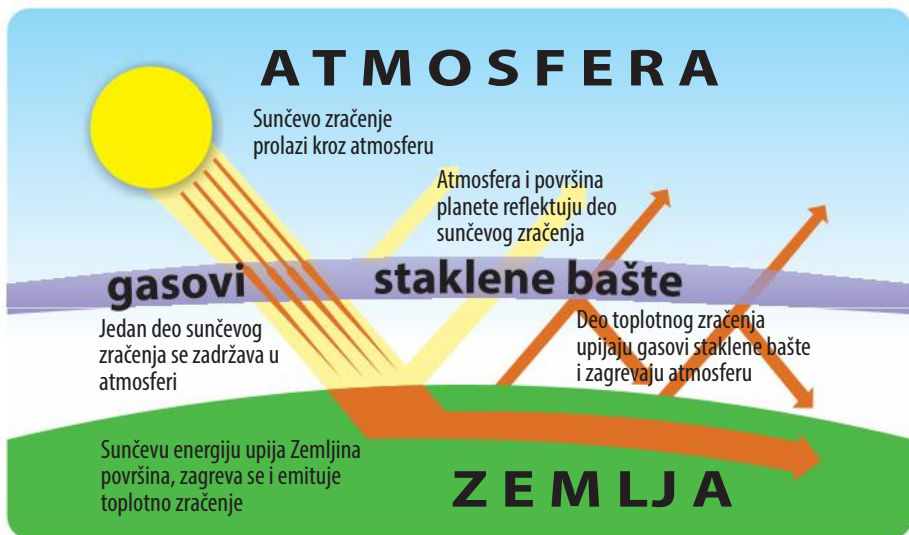 ATMOSFERA
Sunčevo zračenje
prolazi kroz atmosferu
Atmosfera i površina
planete reflektuju deo
sunčevog zračenja
gasovi staklene bašte
Jedan deo sunčevog
zračenja se zadržava u
atmosferi
Deo toplotnog zračenja
upijaju gasovi staklene bašte
i zagrevaju atmosferu
Sunčevu energiju upija Zemljina
površina, zagreva se i emituje
toplotno zračenje
ZEMLJA